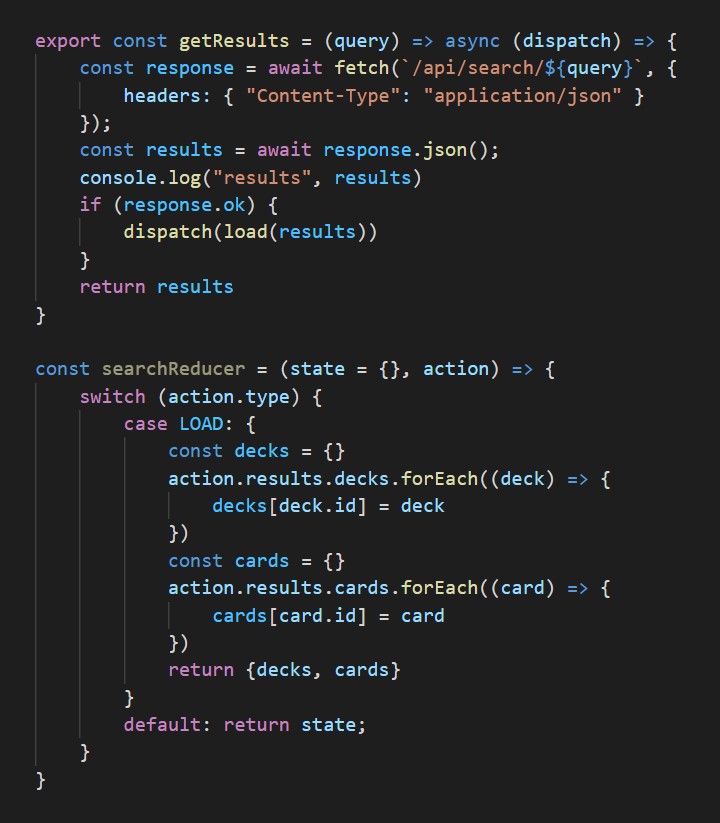 export const getResults = (query) => async (dispatch) => {
    const response = await fetch(`/api/search/${query}`, {
        headers: { "Content-Type": "application/json" }
    });
    const results = await response.json();
    console.log("results", results)
    if (response.ok) {
        dispatch(load(results))
    }
    return results
}

const searchReducer = (state = {}, action) => {
    switch (action.type) {
        case LOAD: {
            const decks = {}
            action.results.decks.forEach((deck) => {
                decks[deck.id] = deck
            })
            const cards = {}
            action.results.cards.forEach((card) => {
                cards[card.id] = card
            })
            return {decks, cards}
        }
        default: return state;
    }
}